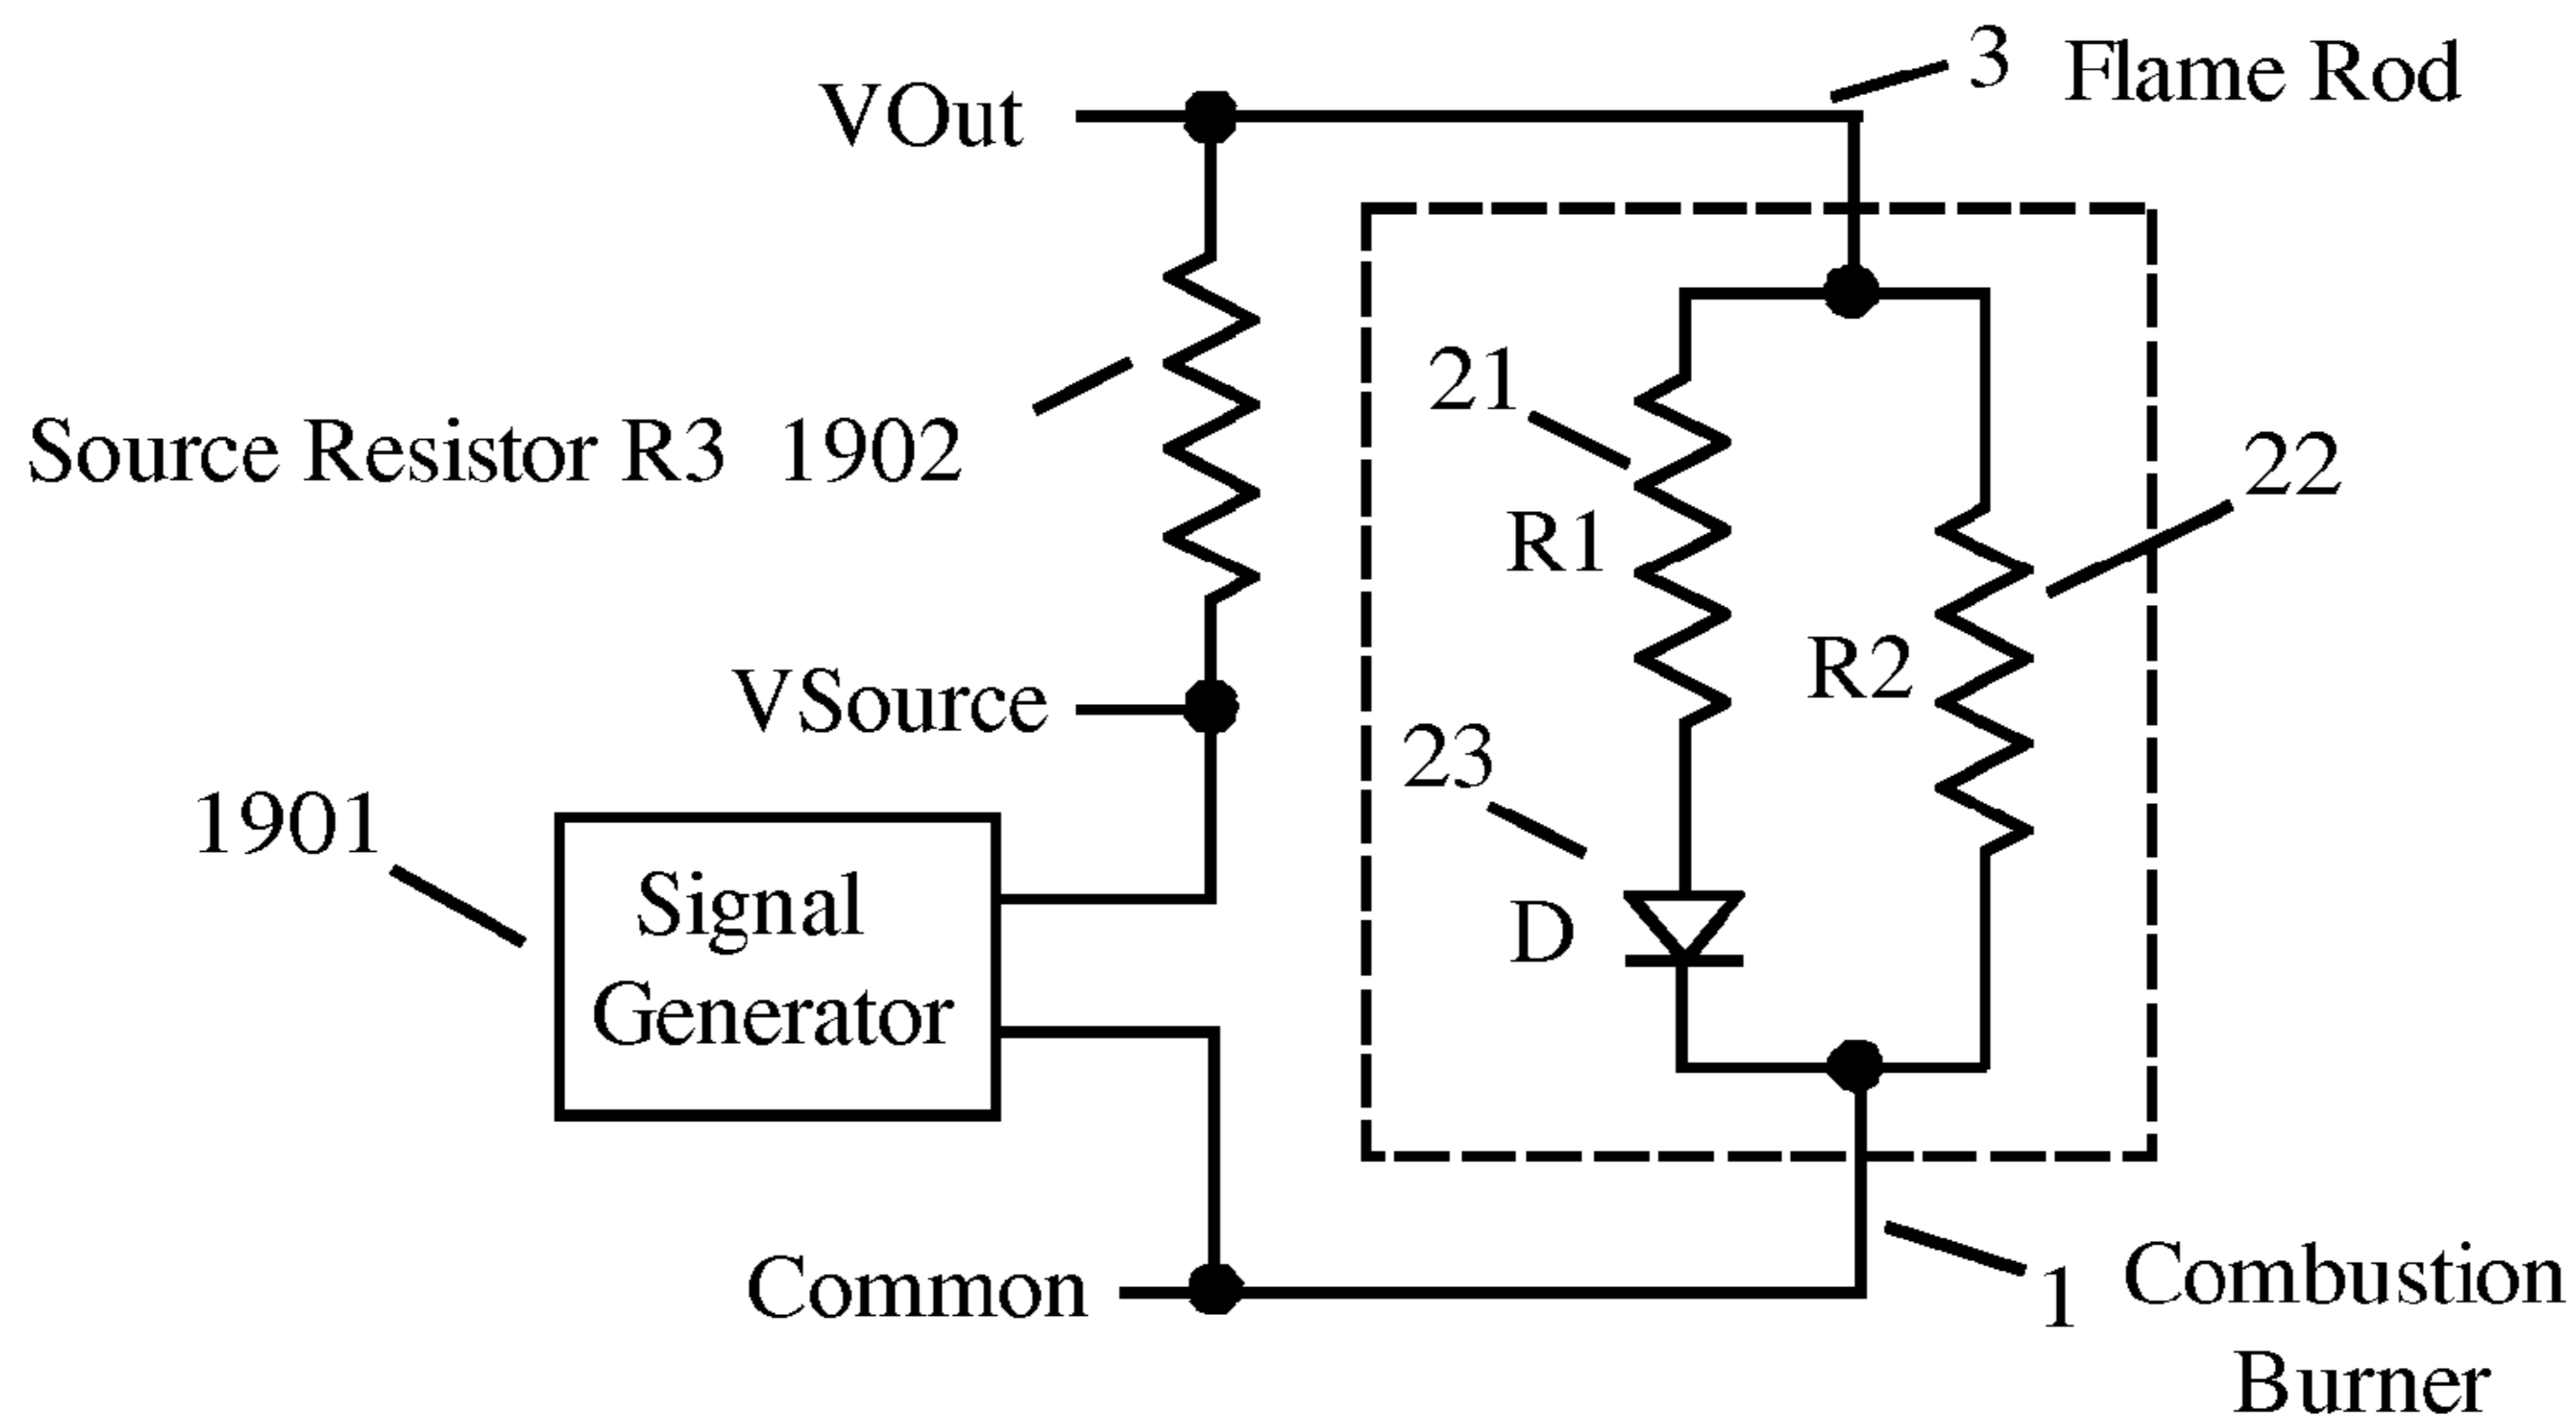 3 Flame Rod
VOut
21
Source Resistor R3 1902
22
R1
R2
VSource
23
1901
Signal
Generator
D
Common
1 Combustion
Burner